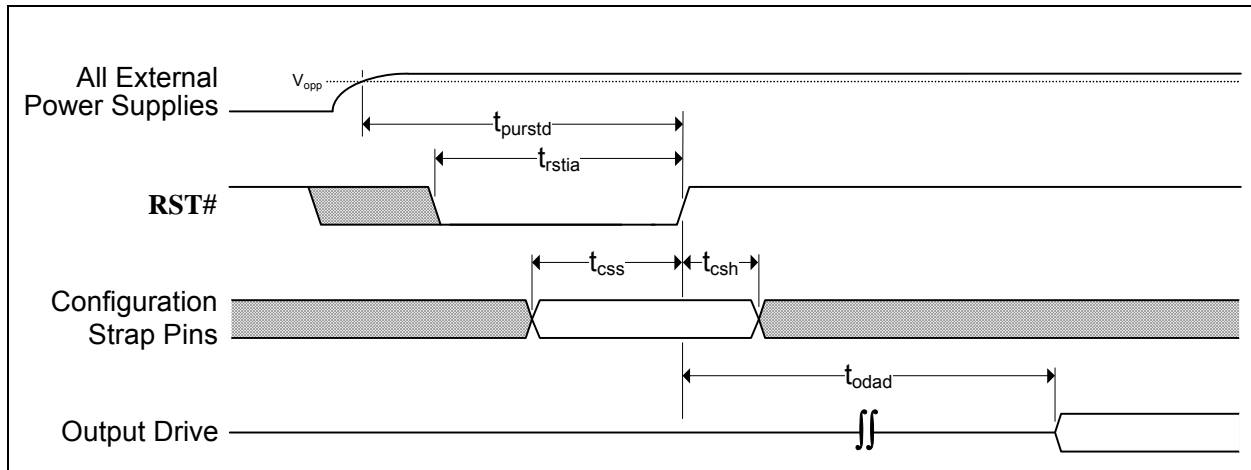 All External
Power Supplies
Vopp
tpurstd
trstia
RST#
tcss
tcsh
Configuration
Strap Pins
todad
Output Drive